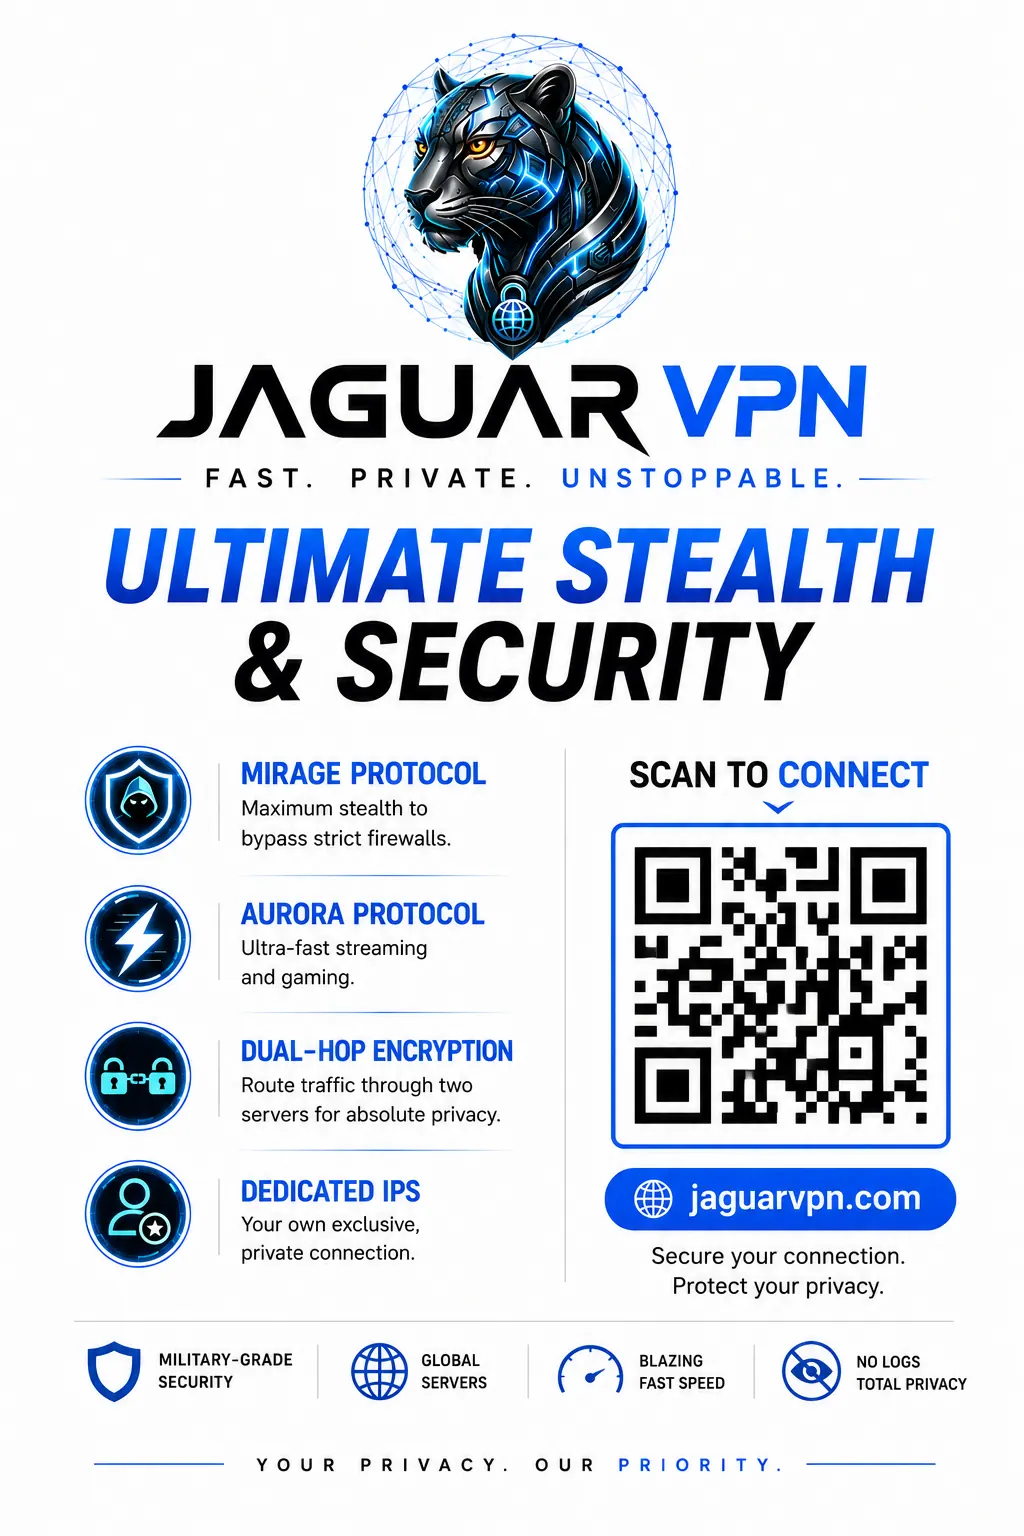 JAGUAR VPN
FAST. PRIVATE. UNSTOPPABLE.
ULTIMATE STEALTH
& SECURITY
MIRAGE PROTOCOL
Maximum stealth to
bypass strict firewalls.
AURORA PROTOCOL
Ultra-fast streaming
and gaming.
DUAL-HOP ENCRYPTION
Route traffic through two
servers for absolute privacy.
DEDICATED IPS
Your own exclusive,
private connection.
SCAN TO CONNECT
jaguarvpn.com
Secure your connection.
Protect your privacy.
MILITARY-GRADE
SECURITY
GLOBAL
SERVERS
BLAZING
FAST SPEED
NO LOGS
TOTAL PRIVACY
YOUR PRIVACY. OUR PRIORITY.